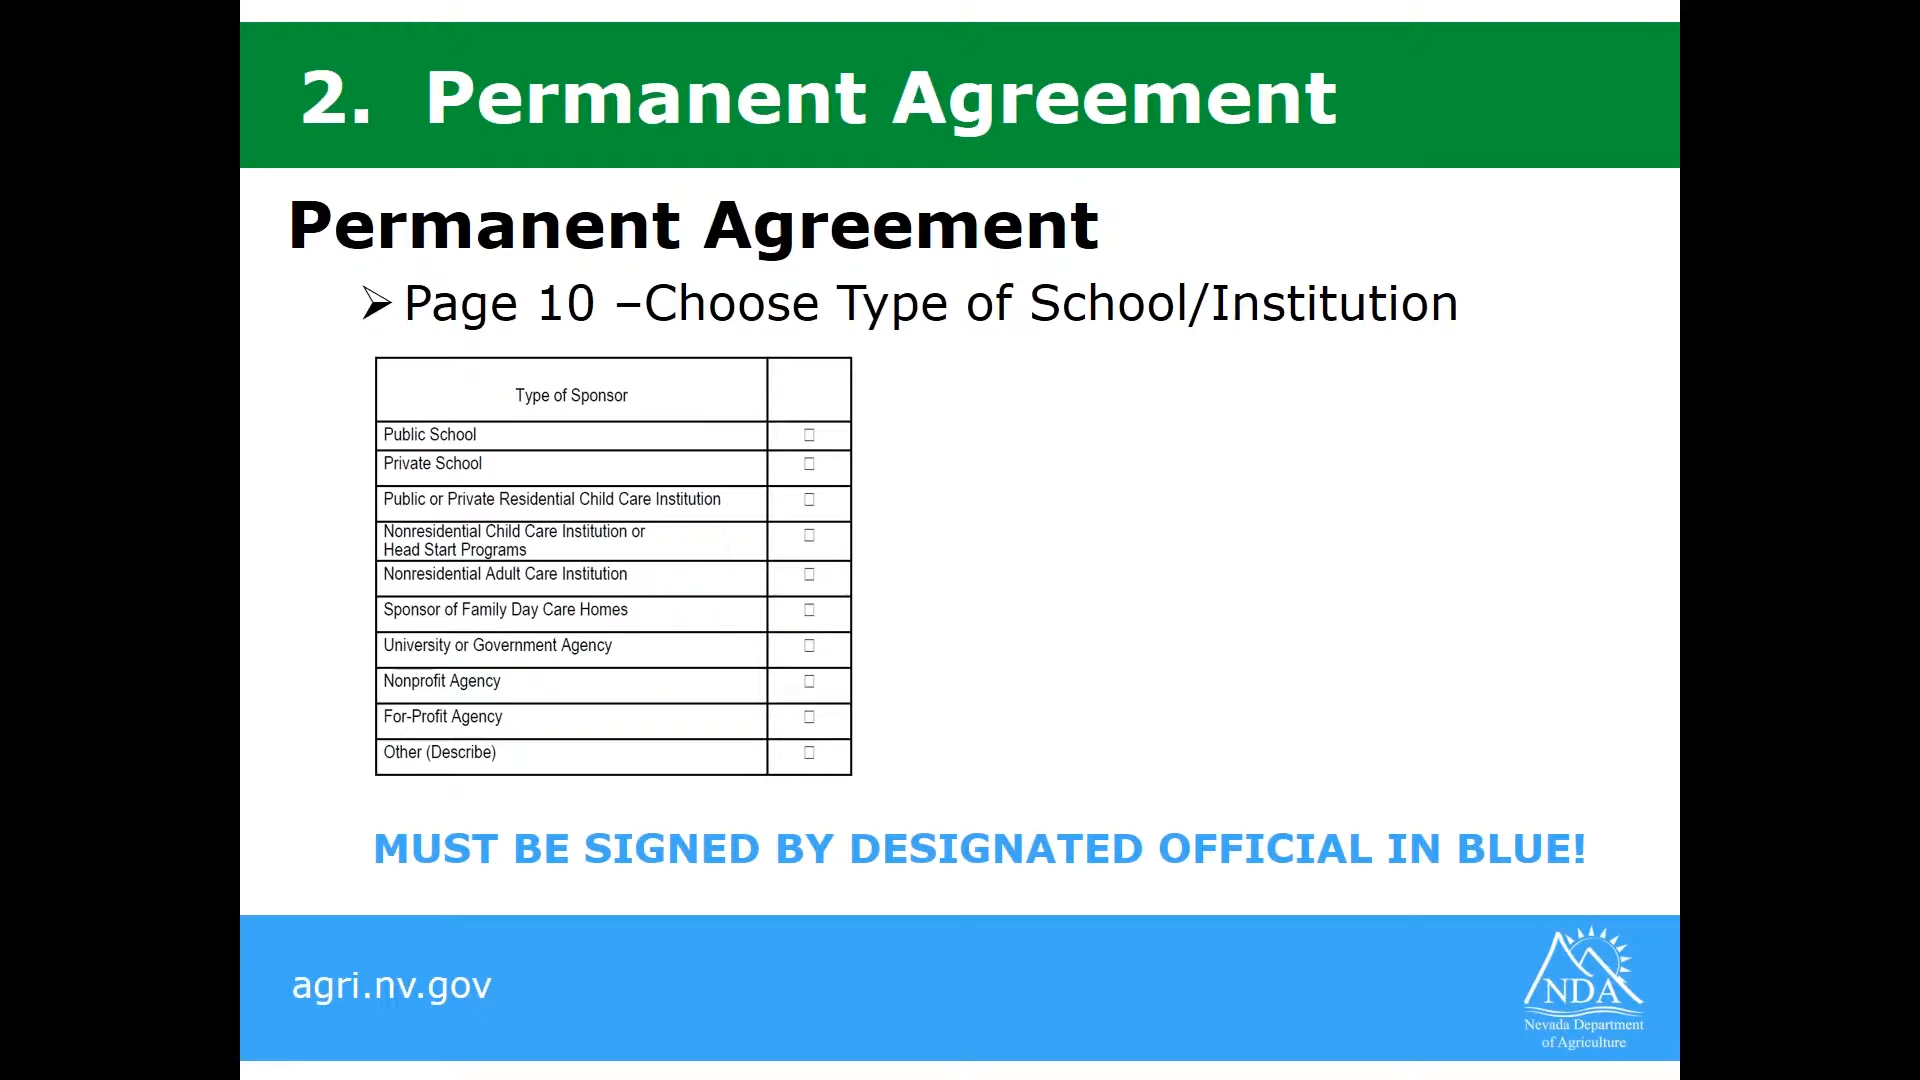 2. Permanent Agreement
Permanent Agreement
Page 10 –Choose Type of School/Institution
Type of Sponsor
Public School
Private School
Public or Private Residential Child Care Institution
Nonresidential Child Care Institution or
Head Start Programs
Nonresidential Adult Care Institution
Sponsor of Family Day Care Homes
University or Government Agency
Nonprofit Agency
For-Profit Agency
Other (Describe)
MUST BE SIGNED BY DESIGNATED OFFICIAL IN BLUE!
agri.nv.gov
NDA
Nevada Department
of Agriculture